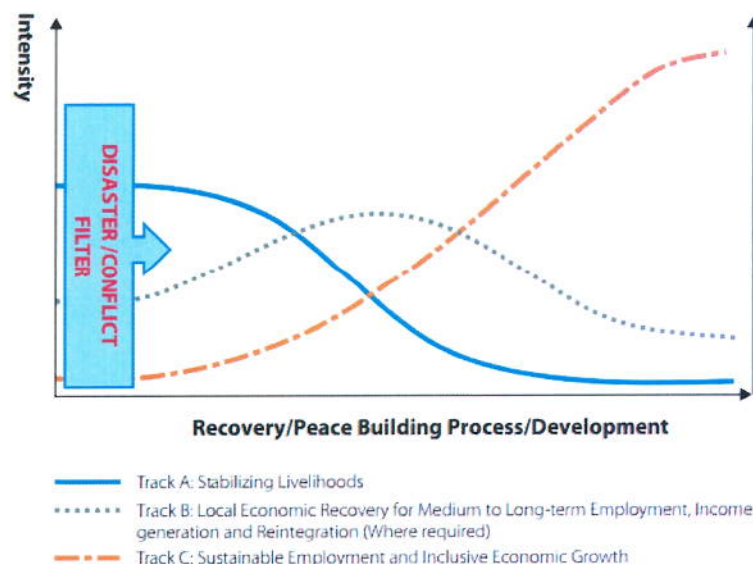 Intensity
DISASTER /CONFLICT
FILTER
Recovery/Peace Building Process/Development
Track A: Stabilizing Livelihoods
Track B: Local Economic Recovery for Medium to Long-term Employment, Income
generation and Reintegration (Where required)
Track C: Sustainable Employment and Inclusive Economic Growth